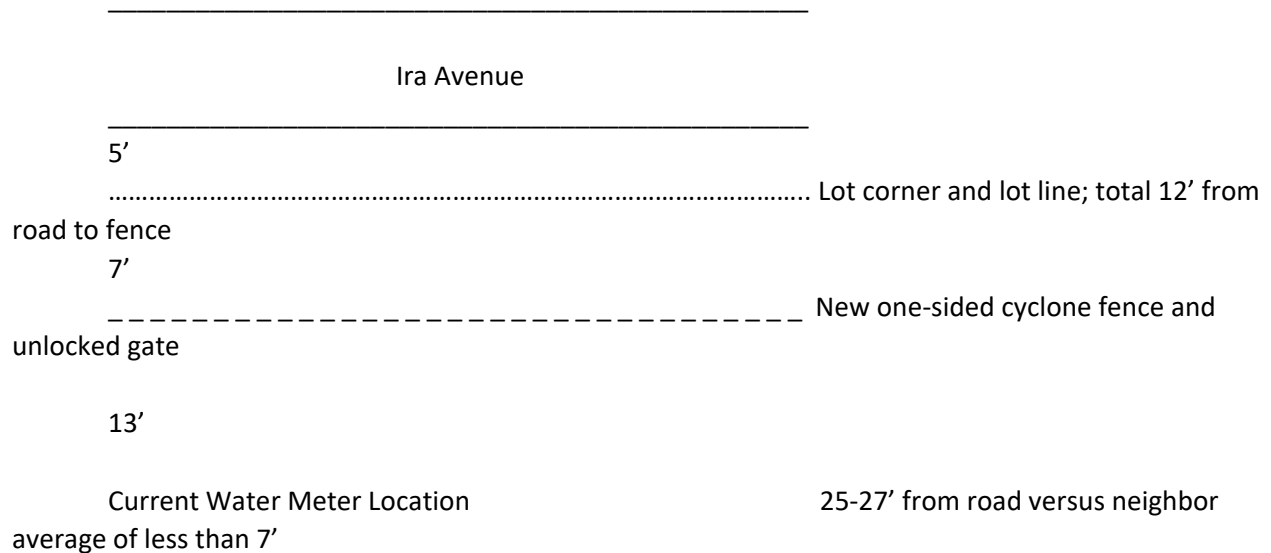 Ira Avenue
5’
…………………………………………………………………………………….. Lot corner and lot line; total 12’ from
road to fence
7’
_ _ _ _ _ _ _ _ _ _ _ _ _ _ _ _ _ _ _ _ _ _ _ _ _ _ _ _ _ _ _ _ _ New one-sided cyclone fence and
unlocked gate
13’
Current Water Meter Location 25-27’ from road versus neighbor
average of less than 7’